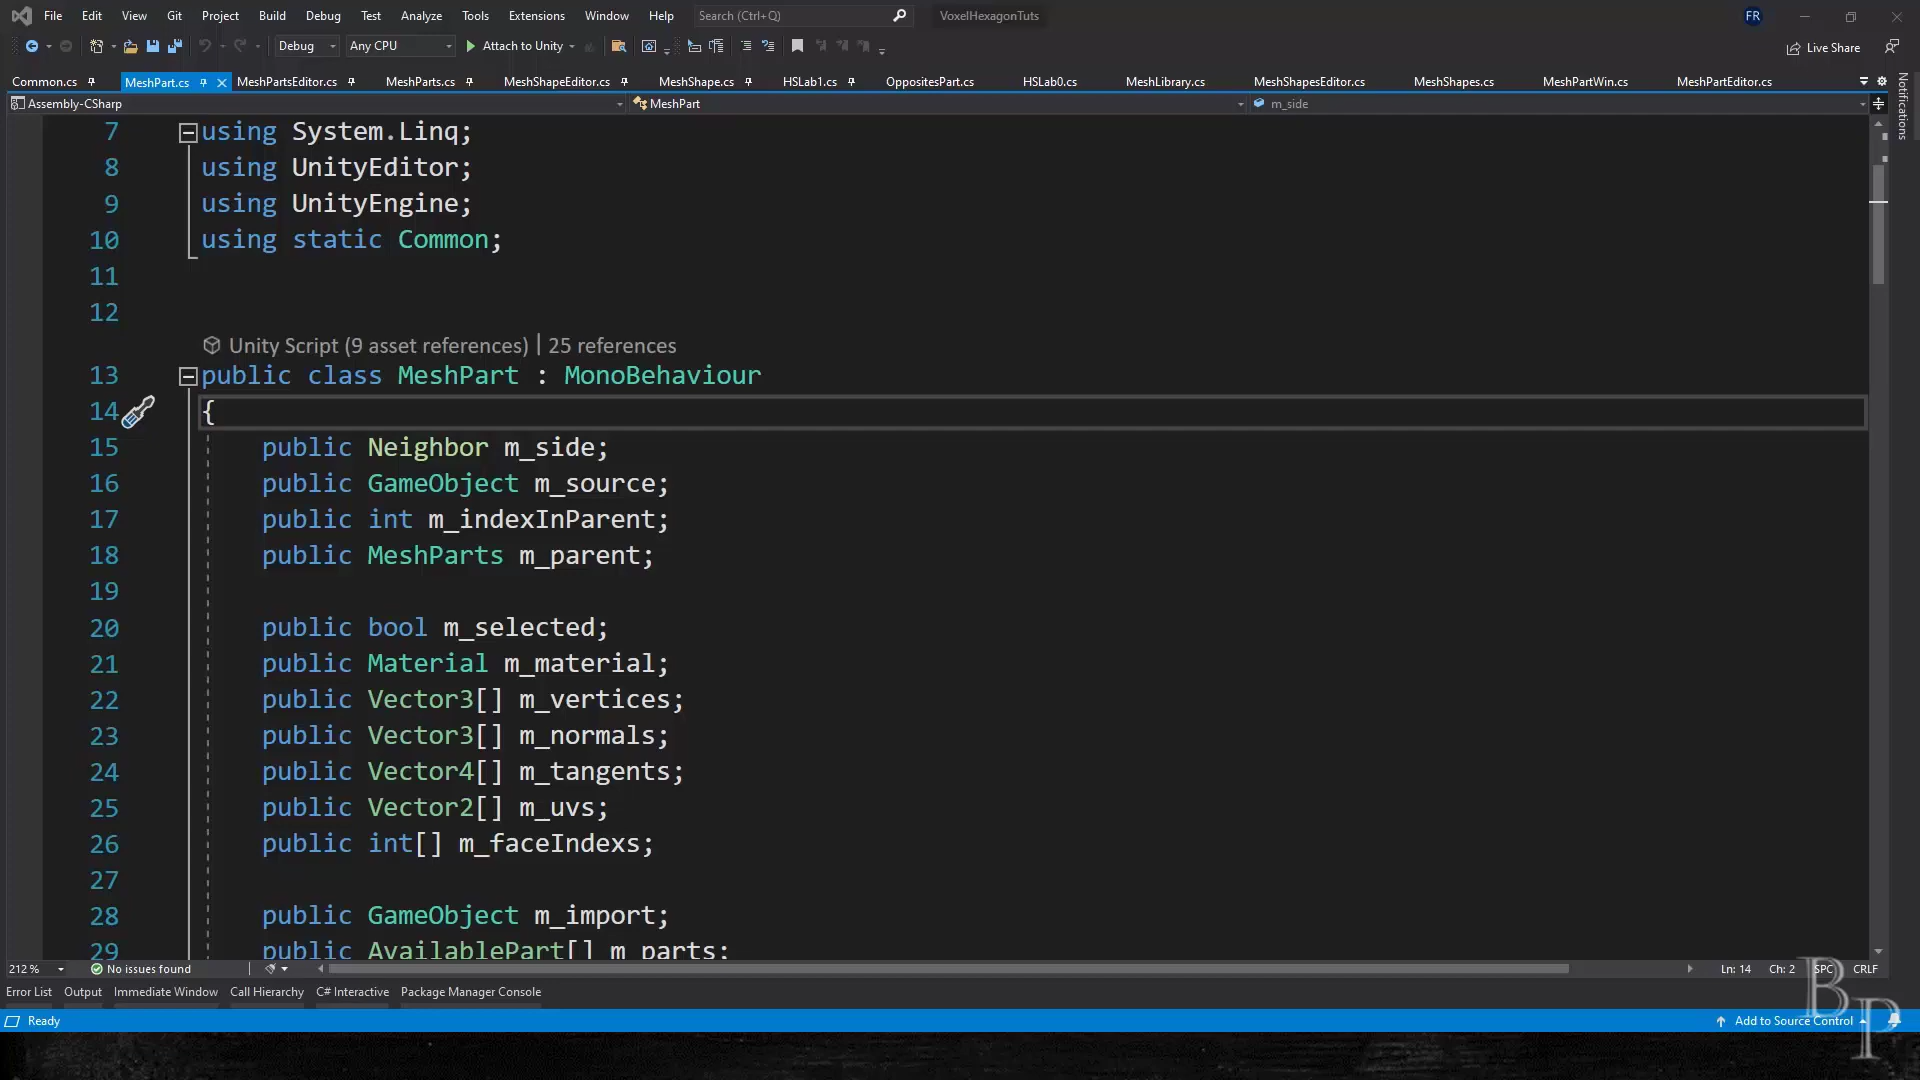 File Edit View Git Project Build Debug Test Analyze Tools Extensions Window Help Search (Ctrl+Q) VoxelHexagonTuts FR
Debug Any CPU Attach to Unity Live Share
Common.cs MeshPart.cs MeshPartsEditor.cs MeshParts.cs MeshShapeEditor.cs MeshShape.cs HSLab1.cs OppositesPart.cs HSLab0.cs MeshLibrary.cs MeshShapesEditor.cs MeshShapes.cs MeshPartWin.cs MeshPartEditor.cs
Assembly-CSharp MeshPart m_side
Notifications
7 using System.Linq;
8 using UnityEditor;
9 using UnityEngine;
10 using static Common;
11
12
Unity Script (9 asset references) | 25 references
13 public class MeshPart : MonoBehaviour
14 {
15 public Neighbor m_side;
16 public GameObject m_source;
17 public int m_indexInParent;
18 public MeshParts m_parent;
19
20 public bool m_selected;
21 public Material m_material;
22 public Vector3[] m_vertices;
23 public Vector3[] m_normals;
24 public Vector4[] m_tangents;
25 public Vector2[] m_uvs;
26 public int[] m_faceIndexs;
27
28 public GameObject m_import;
29 public AvailablePart[] m_parts;
212 % No issues found Ln: 14 Ch: 2 SPC CRLF
Error List Output Immediate Window Call Hierarchy C# Interactive Package Manager Console
Ready Add to Source Control
BP